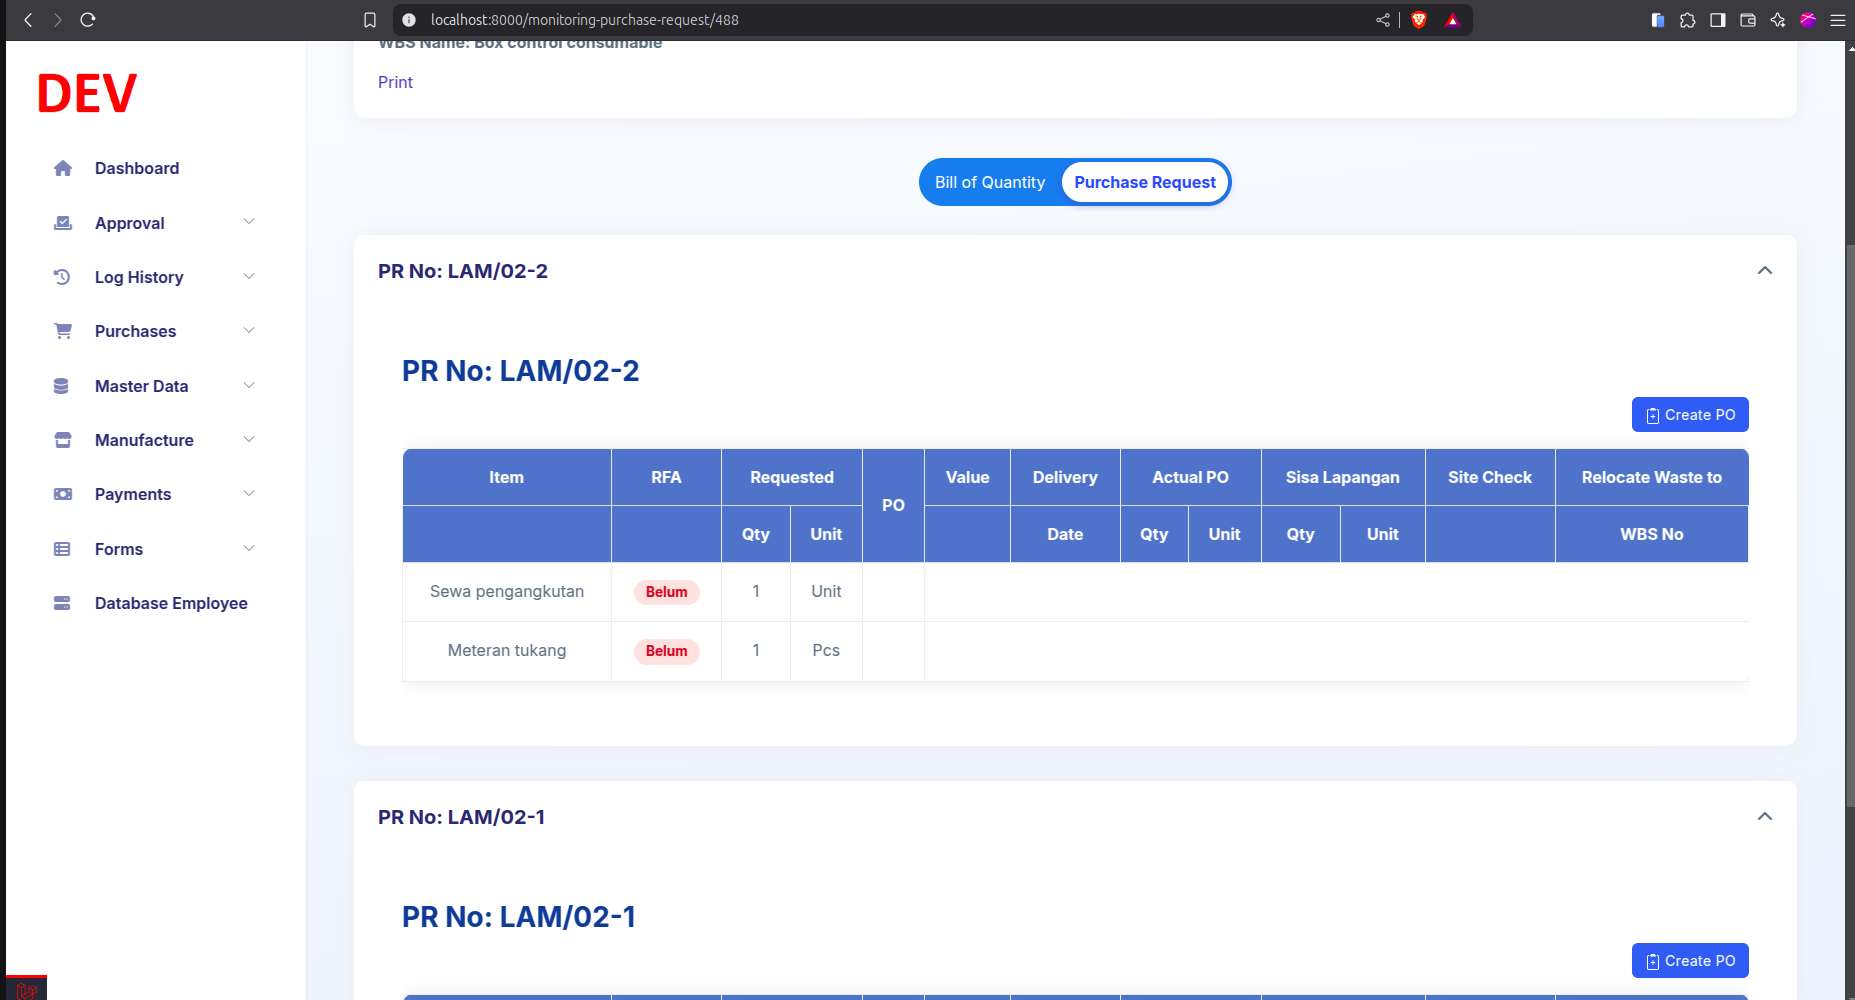 localhost:8000/monitoring-purchase-request/488
WBS Name: Box control consumable
Print
DEV
Dashboard
Approval
Log History
Purchases
Master Data
Manufacture
Payments
Forms
Database Employee
Bill of Quantity Purchase Request
PR No: LAM/02-2
PR No: LAM/02-2
Create PO
Item RFA Requested PO Value Delivery Actual PO Sisa Lapangan Site Check Relocate Waste to
Qty Unit Date Qty Unit Qty Unit WBS No
Sewa pengangkutan Belum 1 Unit
Meteran tukang Belum 1 Pcs
PR No: LAM/02-1
PR No: LAM/02-1
Create PO